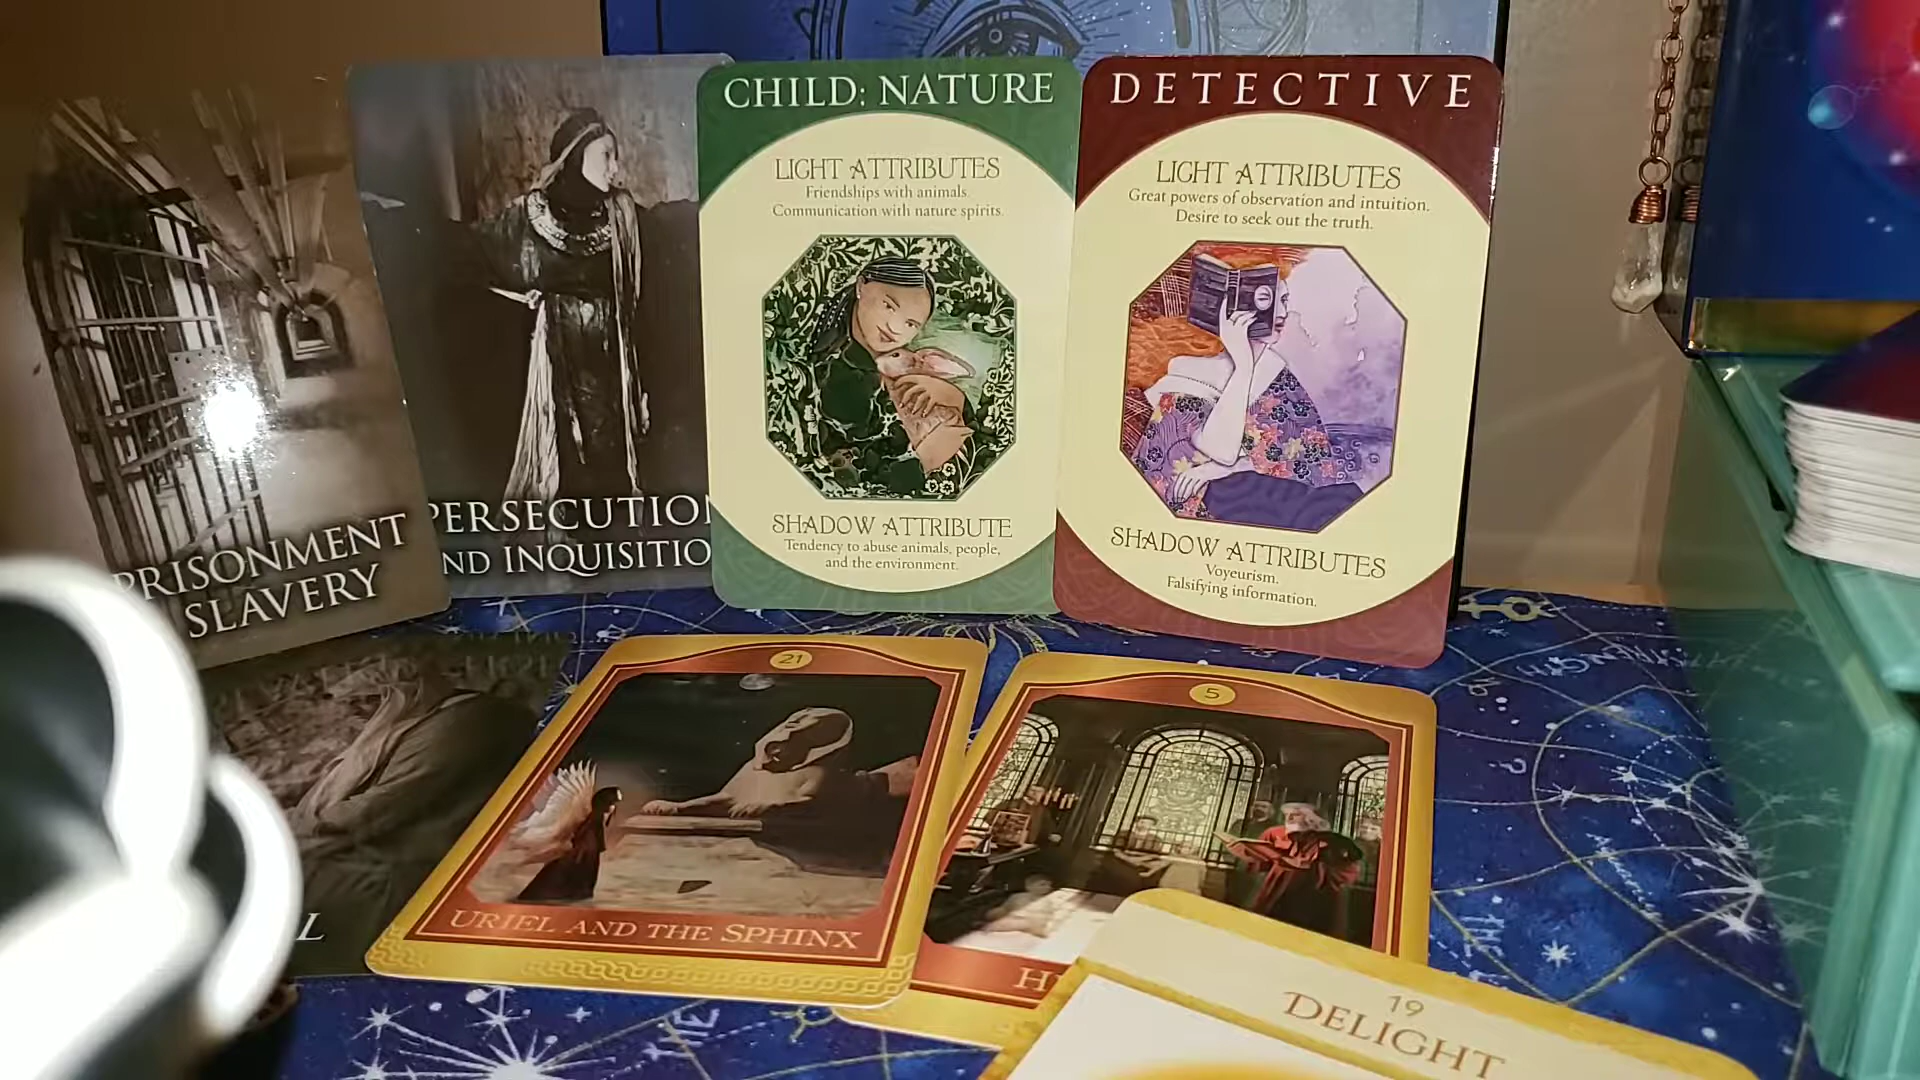 PRISONMENT
SLAVERY
PERSECUTION
ND INQUISITIO
CHILD: NATURE
LIGHT ATTRIBUTES
Friendships with animals.
Communication with nature spirits.
SHADOW ATTRIBUTE
Tendency to abuse animals, people,
and the environment.
DETECTIVE
LIGHT ATTRIBUTES
Great powers of observation and intuition.
Desire to seek out the truth.
SHADOW ATTRIBUTES
Voyeurism.
Falsifying information.
L
21
URIEL AND THE SPHINX
5
H
19
DELIGHT